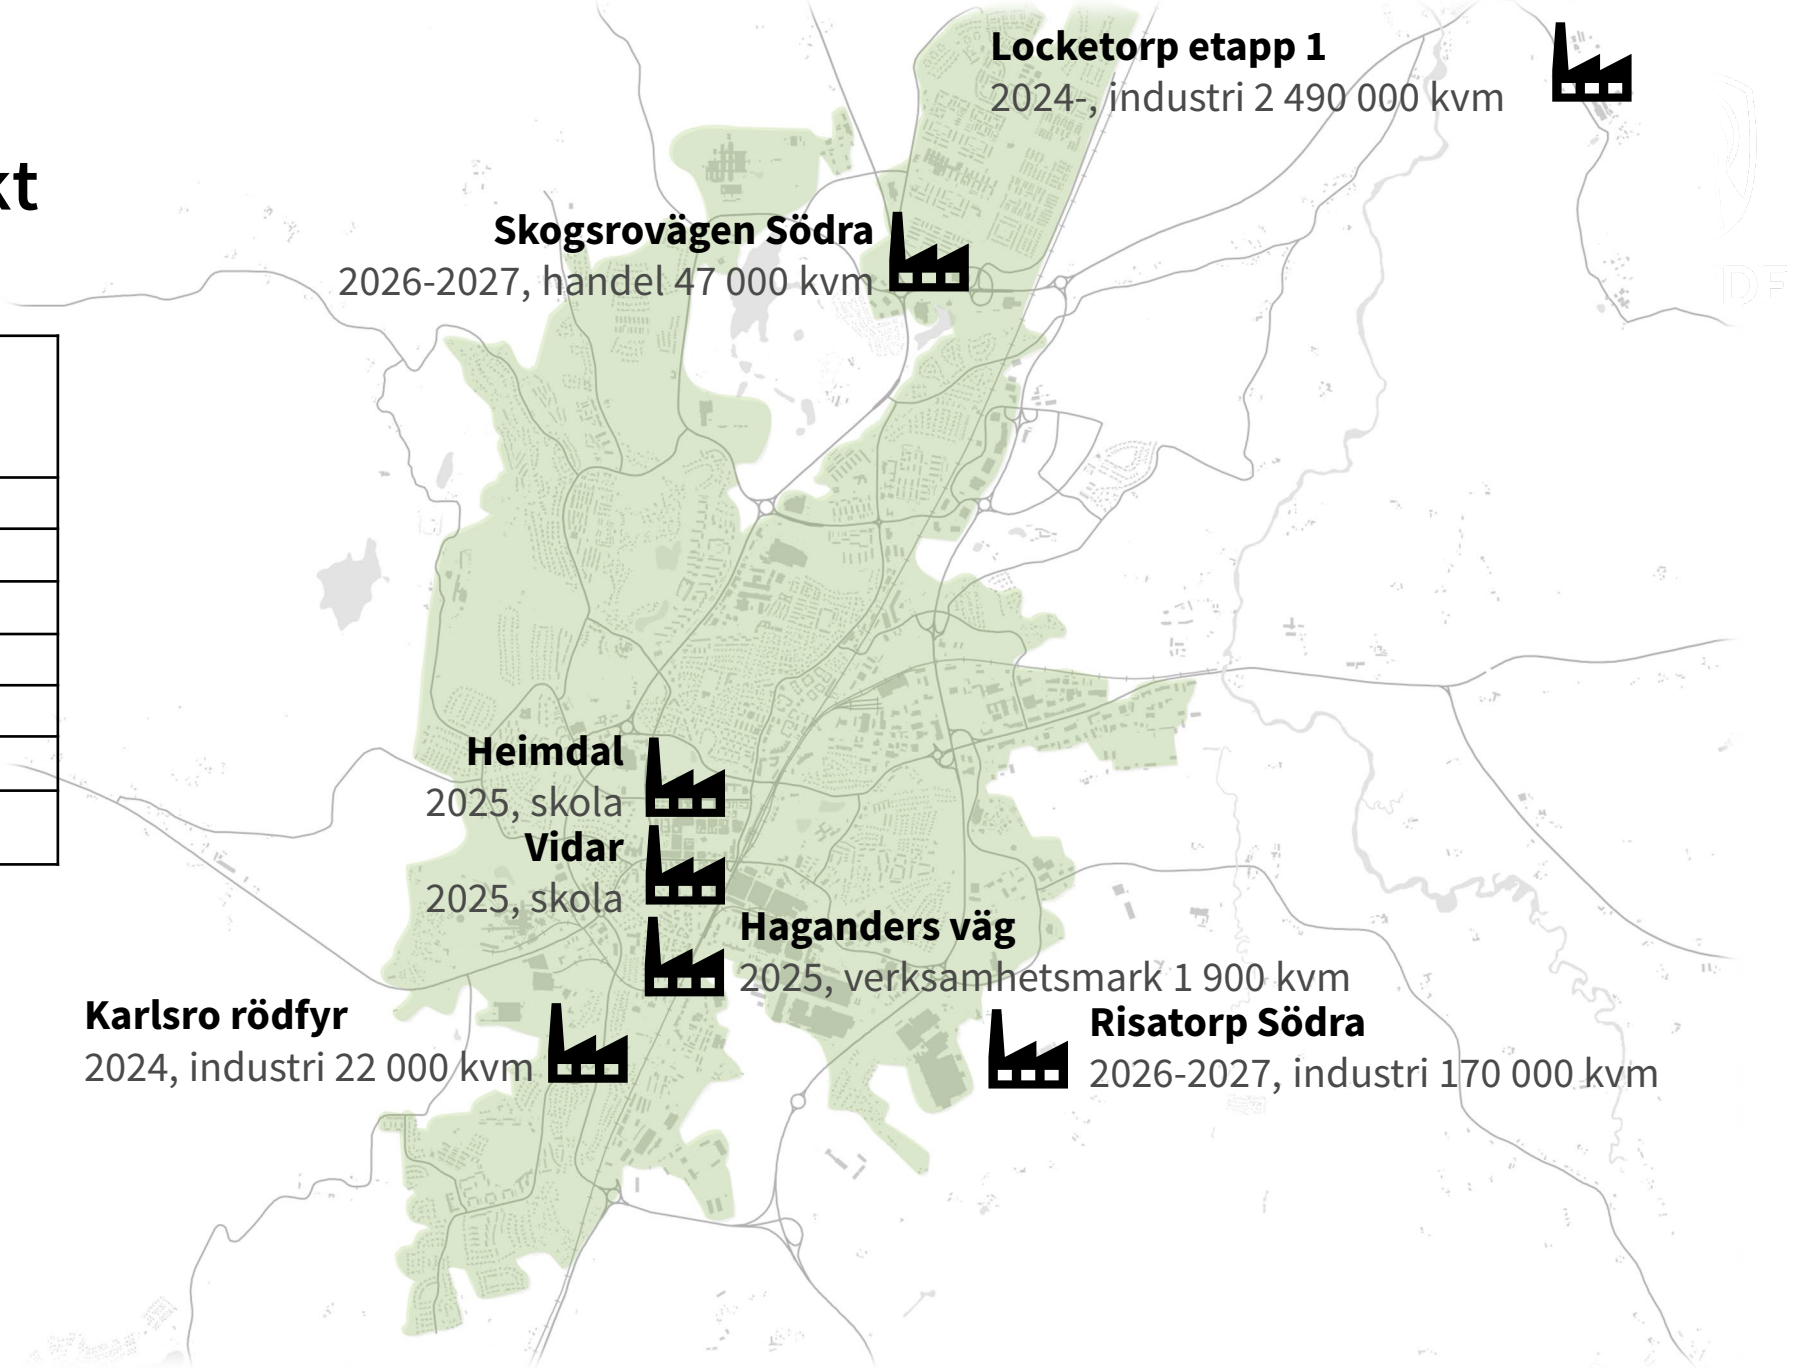 Locketorp etapp 1
2024-, industri 2 490 000 kvm
kt
Skogsrovägen Södra
2026-2027, handel 47 000 kvm
DE
Heimdal
2025, skola
Vidar
2025, skola
Haganders väg
2025, verksamhetsmark 1 900 kvm
Karlsro rödfyr
2024, industri 22 000 kvm
Risatorp Södra
2026-2027, industri 170 000 kvm